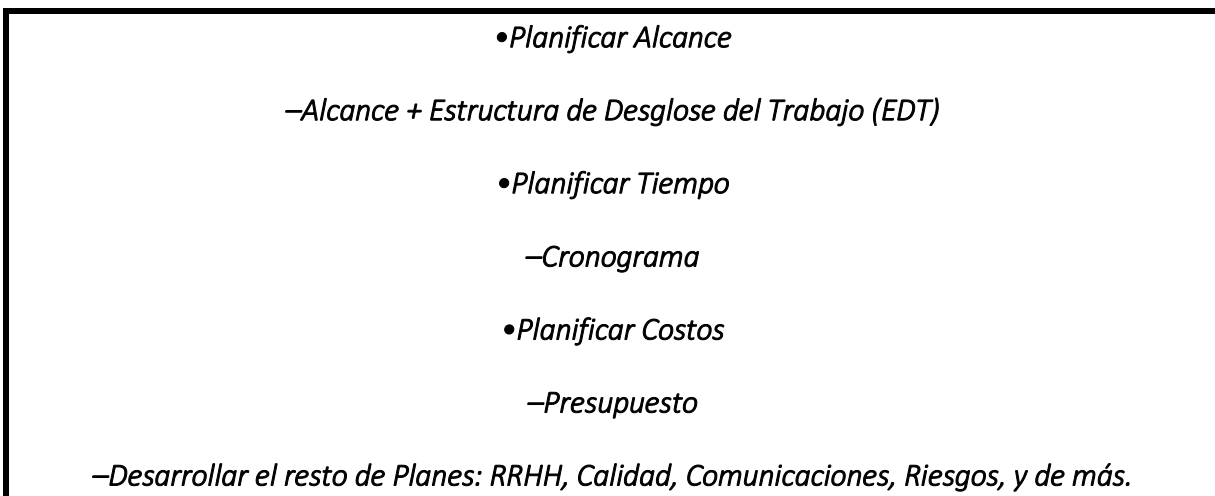 •Planificar Alcance
–Alcance + Estructura de Desglose del Trabajo (EDT)
•Planificar Tiempo
–Cronograma
•Planificar Costos
–Presupuesto
–Desarrollar el resto de Planes: RRHH, Calidad, Comunicaciones, Riesgos, y de más.